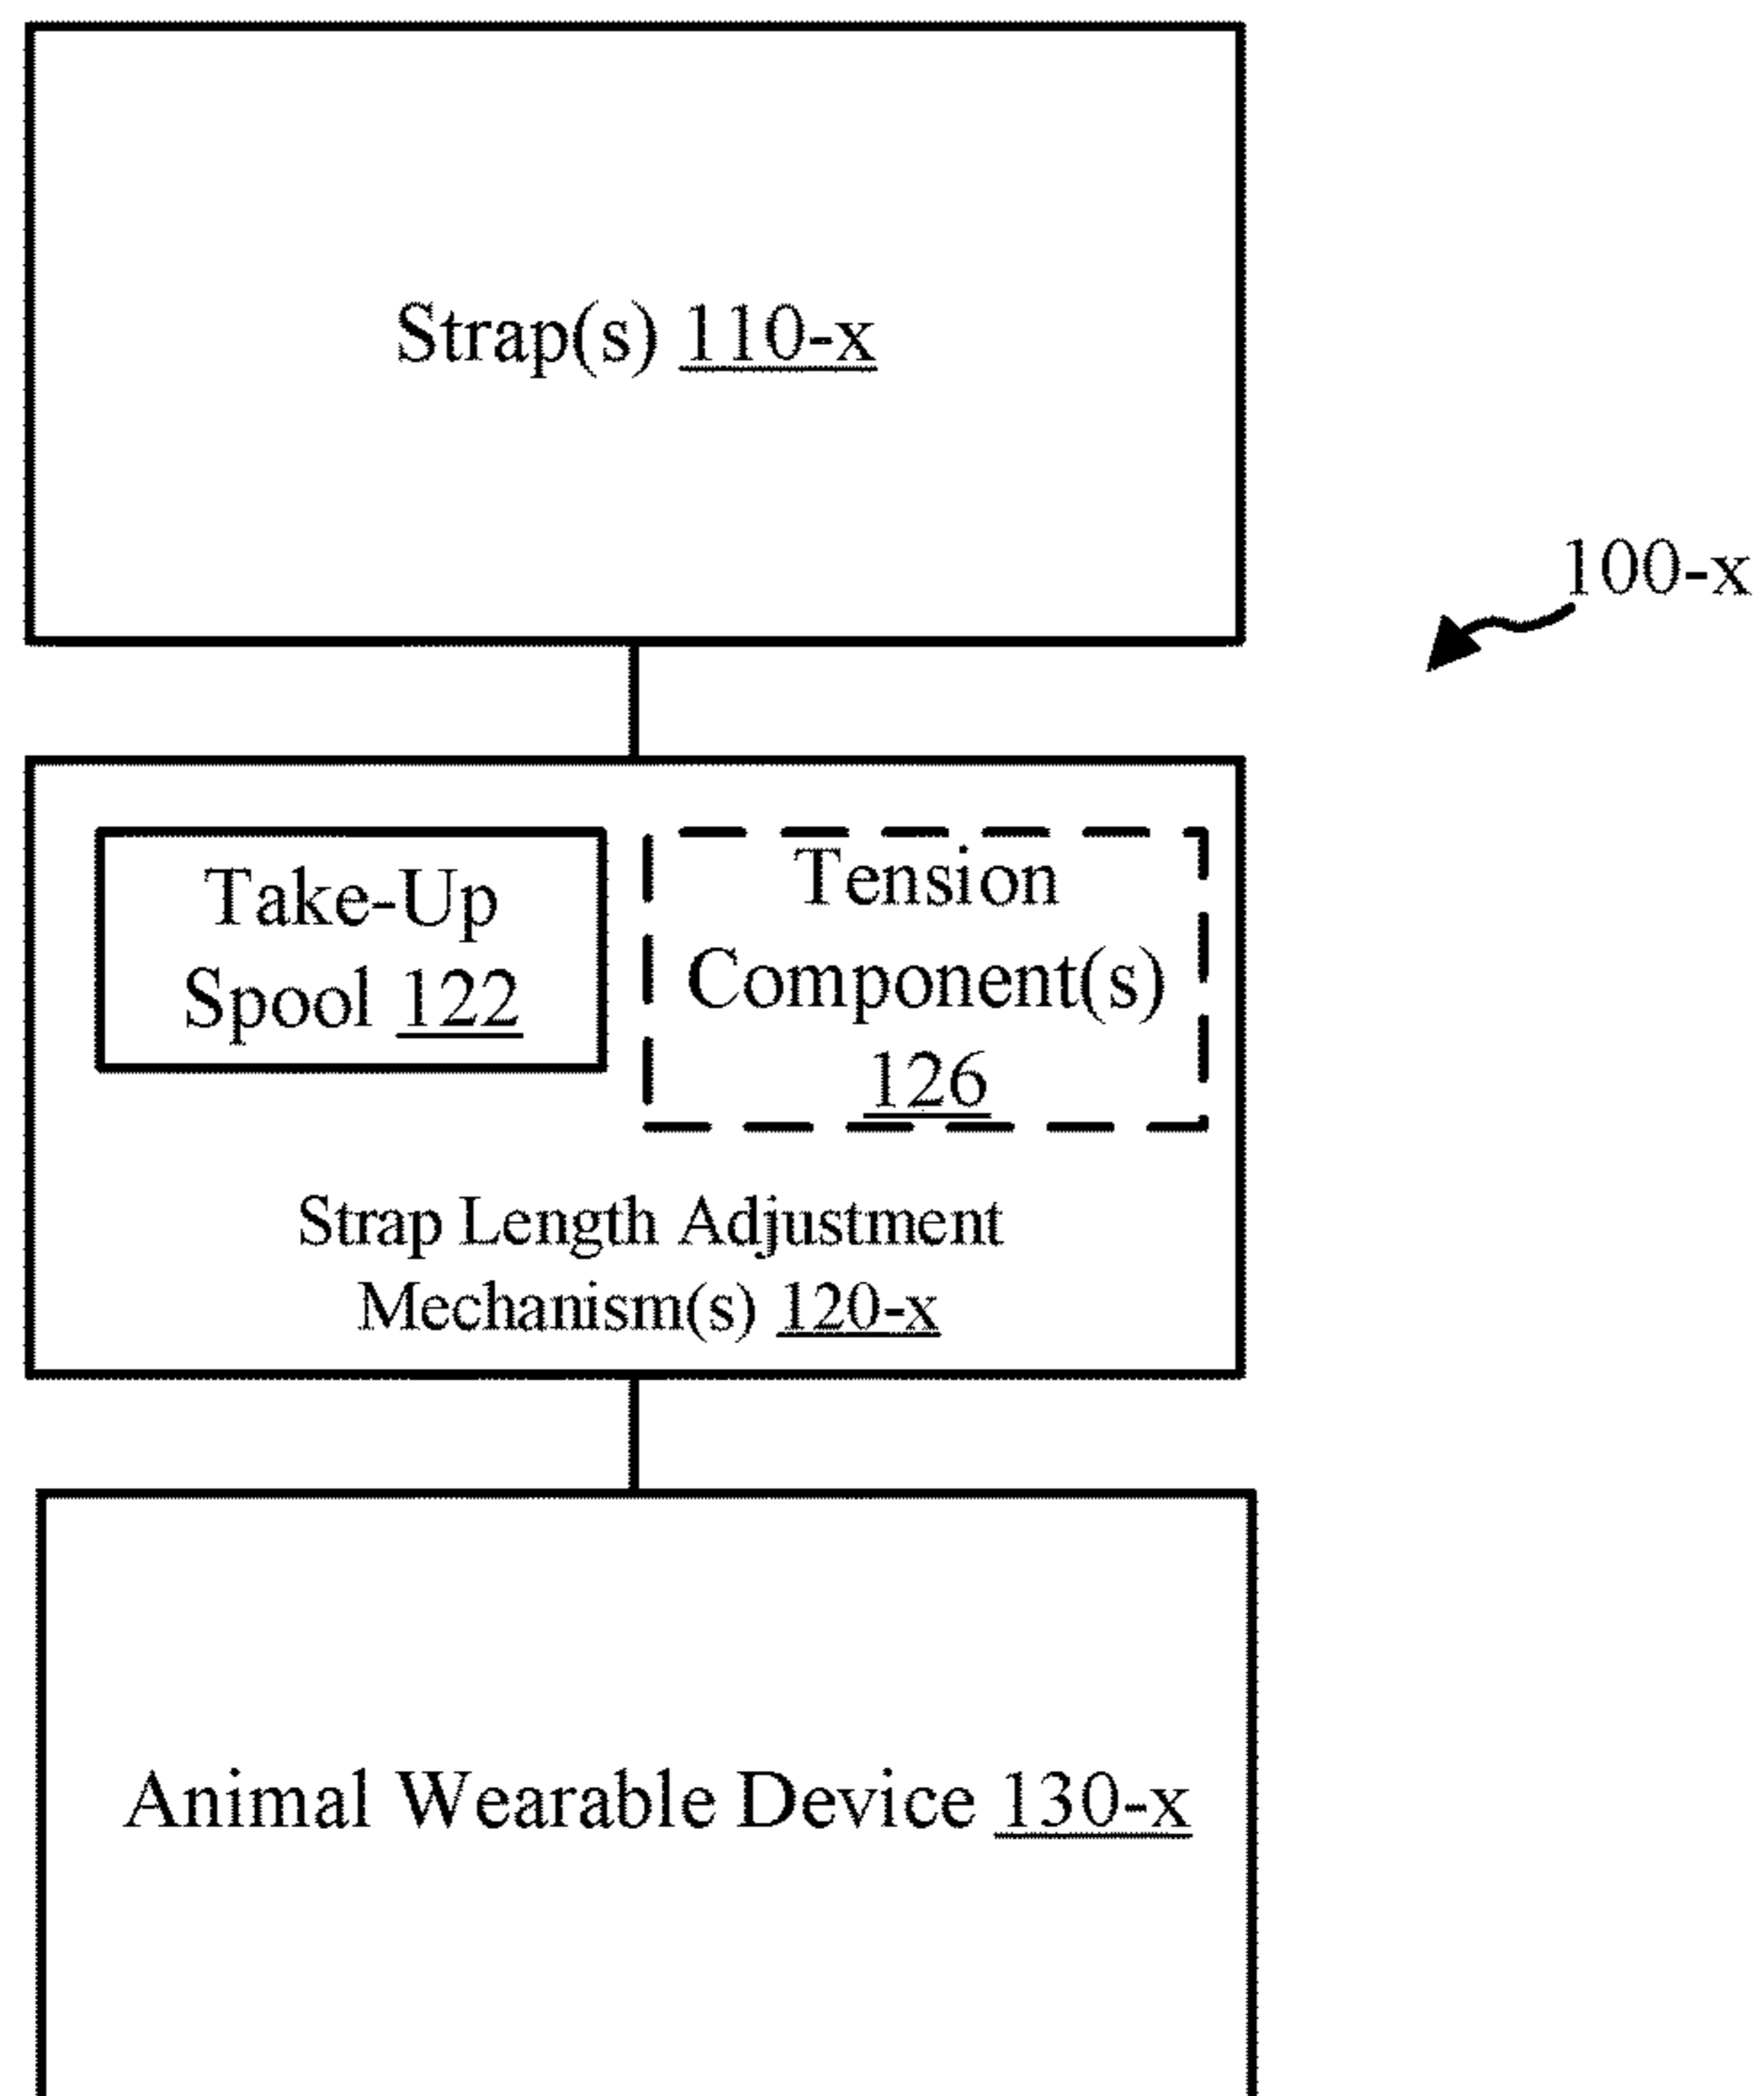 Strap(s) 110-x
100-x
Take-Up
Spool 122
Tension
Component(s)
126
Strap Length Adjustment
Mechanism(s) 120-x
Animal Wearable Device 130-x